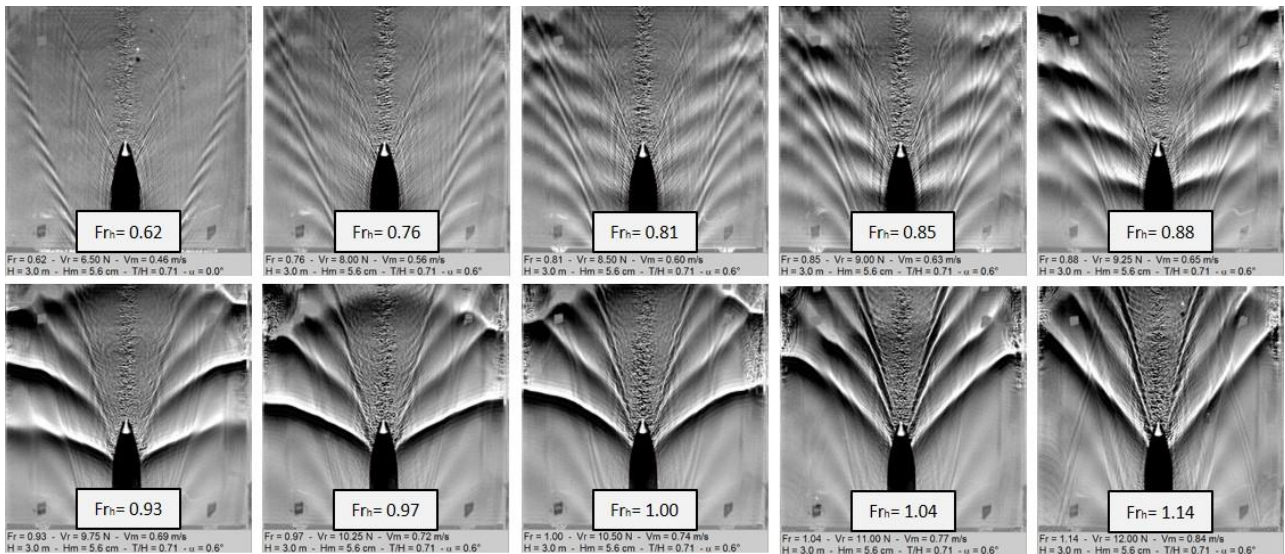 Frh= 0.62
Fr = 0.62 - Vr = 6.50 N - Vm = 0.46 m/s
H = 3.0 m - Hm = 5.6 cm - T/H = 0.71 - α = 0.0°
Frh= 0.76
Fr = 0.76 - Vr = 8.00 N - Vm = 0.56 m/s
H = 3.0 m - Hm = 5.6 cm - T/H = 0.71 - α = 0.6°
Frh= 0.81
Fr = 0.81 - Vr = 8.50 N - Vm = 0.60 m/s
H = 3.0 m - Hm = 5.6 cm - T/H = 0.71 - α = 0.6°
Frh= 0.85
Fr = 0.85 - Vr = 9.00 N - Vm = 0.63 m/s
H = 3.0 m - Hm = 5.6 cm - T/H = 0.71 - α = 0.6°
Frh= 0.88
Fr = 0.88 - Vr = 9.25 N - Vm = 0.65 m/s
H = 3.0 m - Hm = 5.6 cm - T/H = 0.71 - α = 0.6°
Frh= 0.93
Fr = 0.93 - Vr = 9.75 N - Vm = 0.69 m/s
H = 3.0 m - Hm = 5.6 cm - T/H = 0.71 - α = 0.6°
Frh= 0.97
Fr = 0.97 - Vr = 10.25 N - Vm = 0.72 m/s
H = 3.0 m - Hm = 5.6 cm - T/H = 0.71 - α = 0.6°
Frh= 1.00
Fr = 1.00 - Vr = 10.50 N - Vm = 0.74 m/s
H = 3.0 m - Hm = 5.6 cm - T/H = 0.71 - α = 0.6°
Frh= 1.04
Fr = 1.04 - Vr = 11.00 N - Vm = 0.77 m/s
H = 3.0 m - Hm = 5.6 cm - T/H = 0.71 - α = 0.6°
Frh= 1.14
Fr = 1.14 - Vr = 12.00 N - Vm = 0.84 m/s
H = 3.0 m - Hm = 5.6 cm - T/H = 0.71 - α = 0.6°